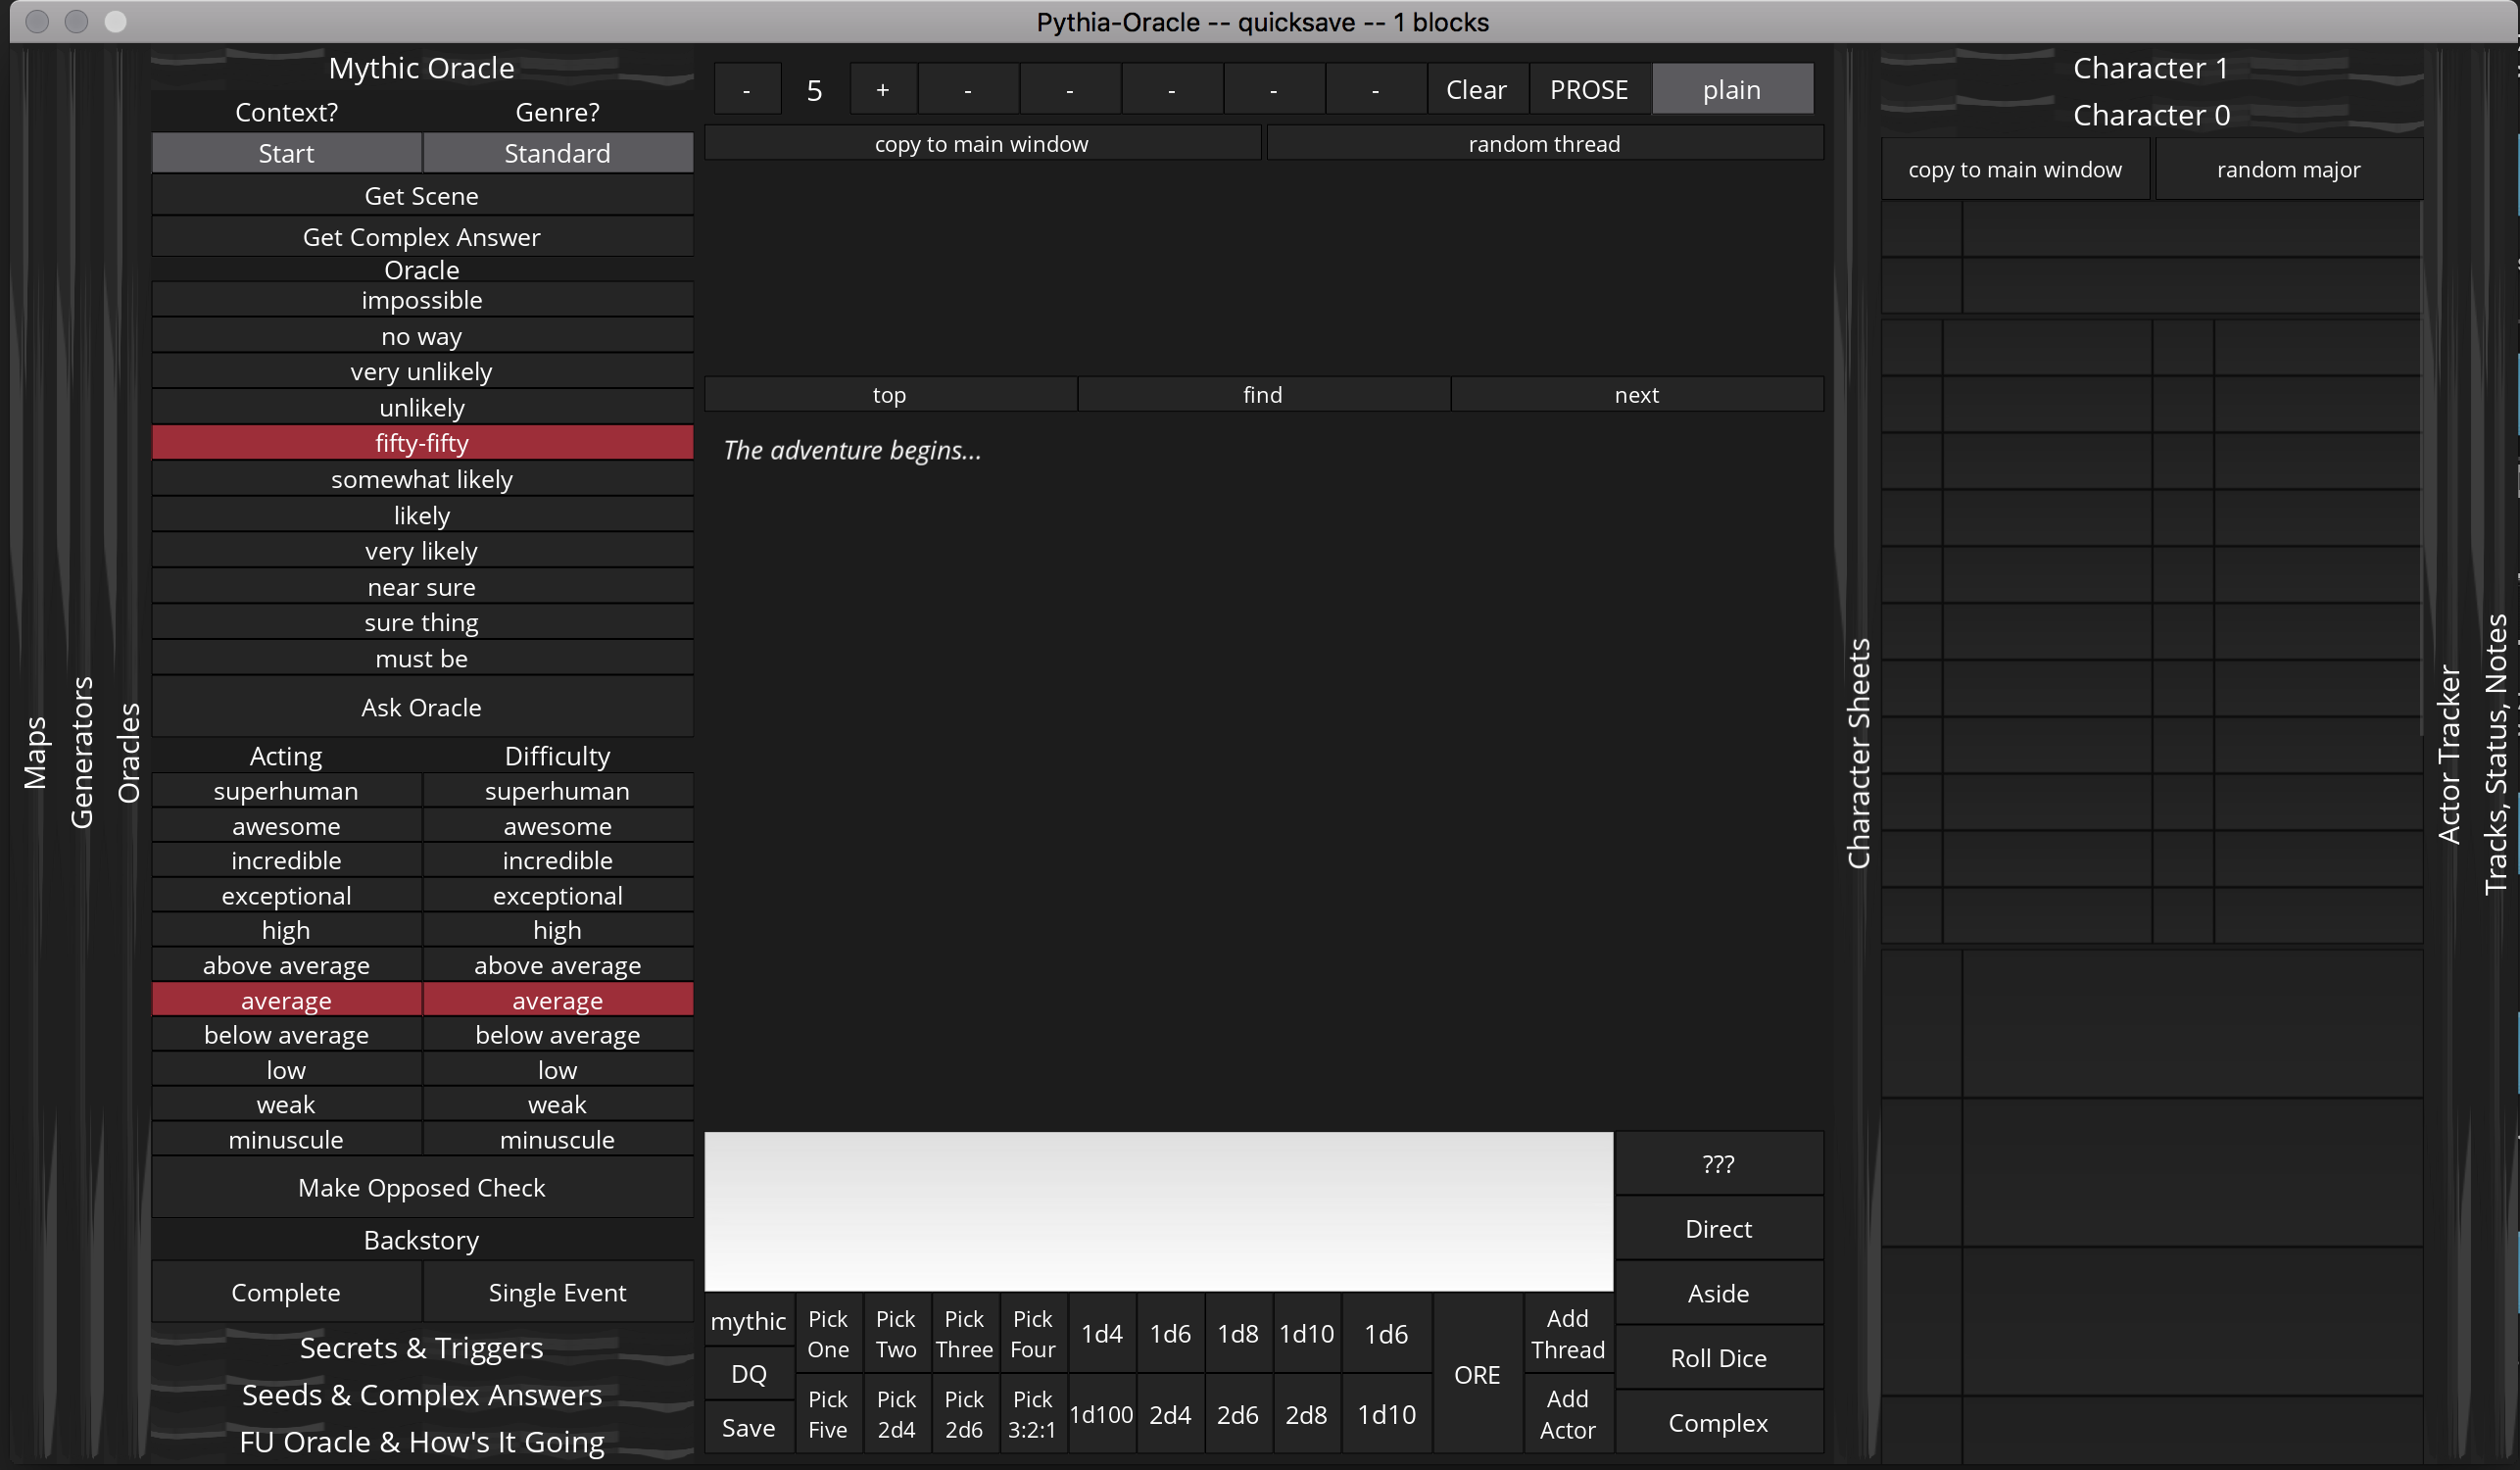 Pythia-Oracle -- quicksave -- 1 blocks
Maps
Generators
Oracles
Mythic Oracle
Context? Genre?
Start Standard
Get Scene
Get Complex Answer
Oracle
impossible
no way
very unlikely
unlikely
fifty-fifty
somewhat likely
likely
very likely
near sure
sure thing
must be
Ask Oracle
Acting Difficulty
superhuman superhuman
awesome awesome
incredible incredible
exceptional exceptional
high high
above average above average
average average
below average below average
low low
weak weak
minuscule minuscule
Make Opposed Check
Backstory
Complete Single Event
Secrets & Triggers
Seeds & Complex Answers
FU Oracle & How's It Going
- 5 + - - - - - Clear PROSE plain
copy to main window random thread
top find next
The adventure begins...
???
Direct
Aside
Roll Dice
Complex
mythic
DQ
Save
Pick One
Pick Two
Pick Three
Pick Four
1d4 1d6 1d8 1d10 1d6
Pick Five
Pick 2d4
Pick 2d6
Pick 3:2:1
1d100 2d4 2d6 2d8 1d10
ORE
Add Thread
Add Actor
Character Sheets
Character 1
Character 0
copy to main window random major
Actor Tracker
Tracks, Status, Notes